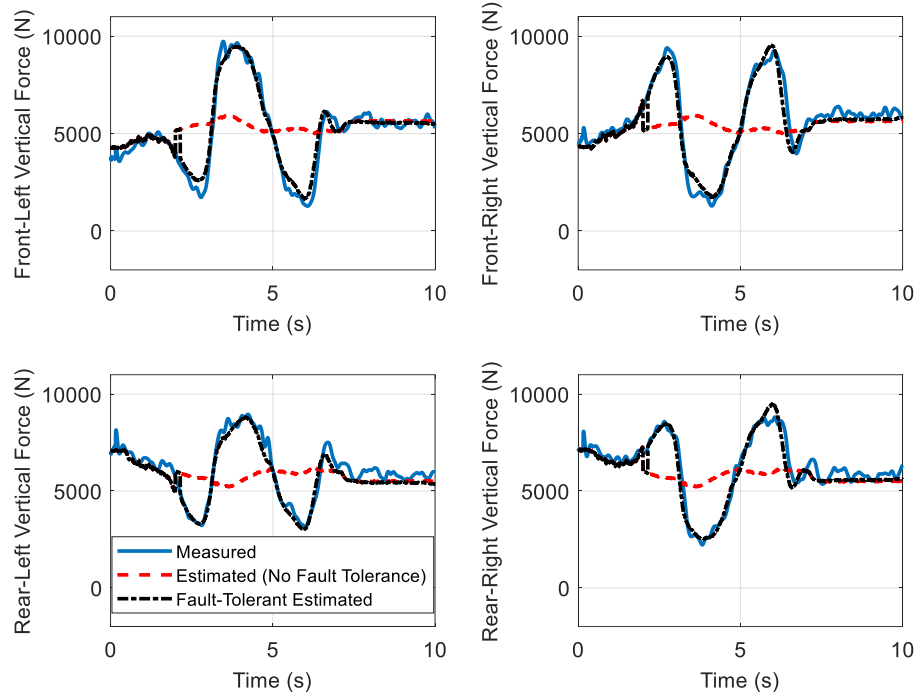 Front-Left Vertical Force (N)
10000
5000
0
0
5
10
Time (s)
Front-Right Vertical Force (N)
10000
5000
0
0
5
10
Time (s)
Rear-Left Vertical Force (N)
10000
5000
0
Measured
Estimated (No Fault Tolerance)
Fault-Tolerant Estimated
0
5
10
Time (s)
Rear-Right Vertical Force (N)
10000
5000
0
0
5
10
Time (s)